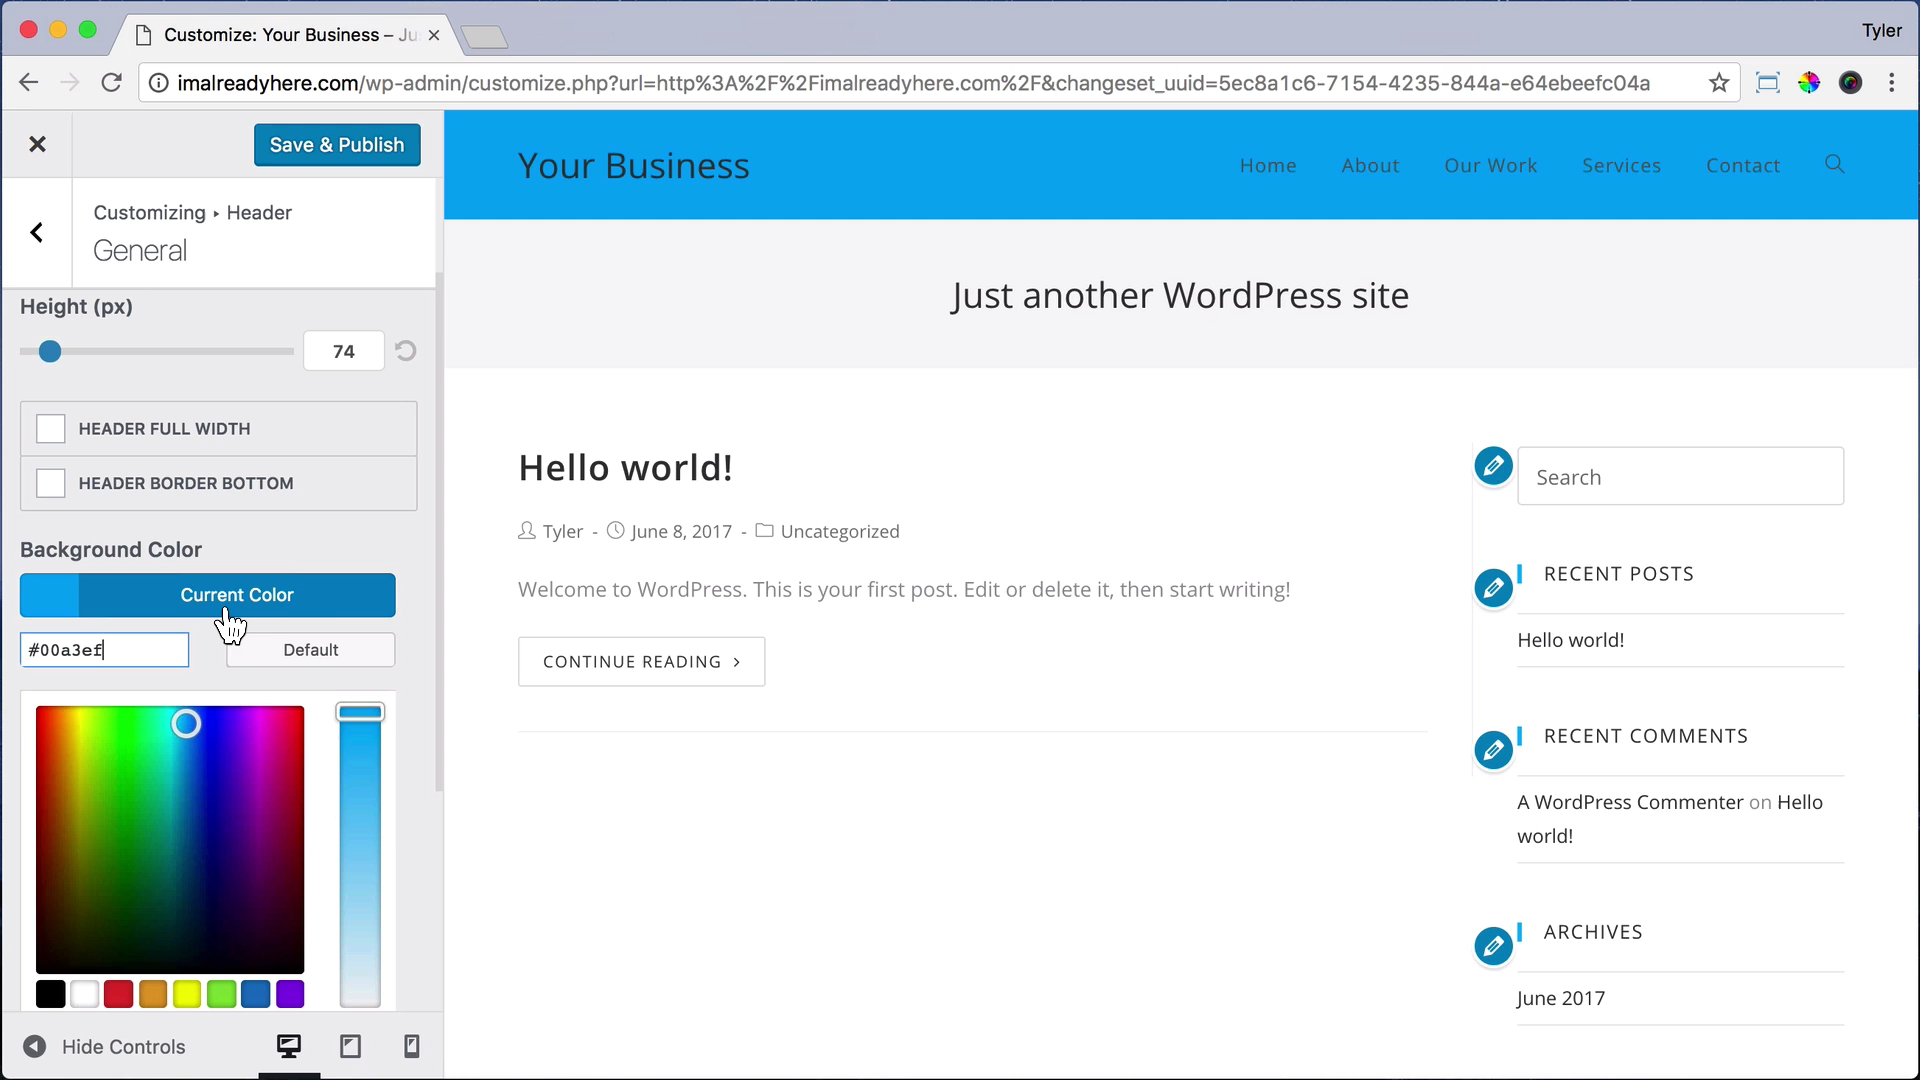 Customize: Your Business – Ju
Tyler
imalreadyhere.com/wp-admin/customize.php?url=http%3A%2F%2Fimalreadyhere.com%2F&changeset_uuid=5ec8a1c6-7154-4235-844a-e64ebeefc04a
Save & Publish
Customizing ▸ Header
General
Height (px)
74
HEADER FULL WIDTH
HEADER BORDER BOTTOM
Background Color
Current Color
#00a3ef
Default
Hide Controls
Your Business
Home About Our Work Services Contact
Just another WordPress site
Hello world!
Tyler - June 8, 2017 - Uncategorized
Welcome to WordPress. This is your first post. Edit or delete it, then start writing!
CONTINUE READING >
Search
RECENT POSTS
Hello world!
RECENT COMMENTS
A WordPress Commenter on Hello
world!
ARCHIVES
June 2017